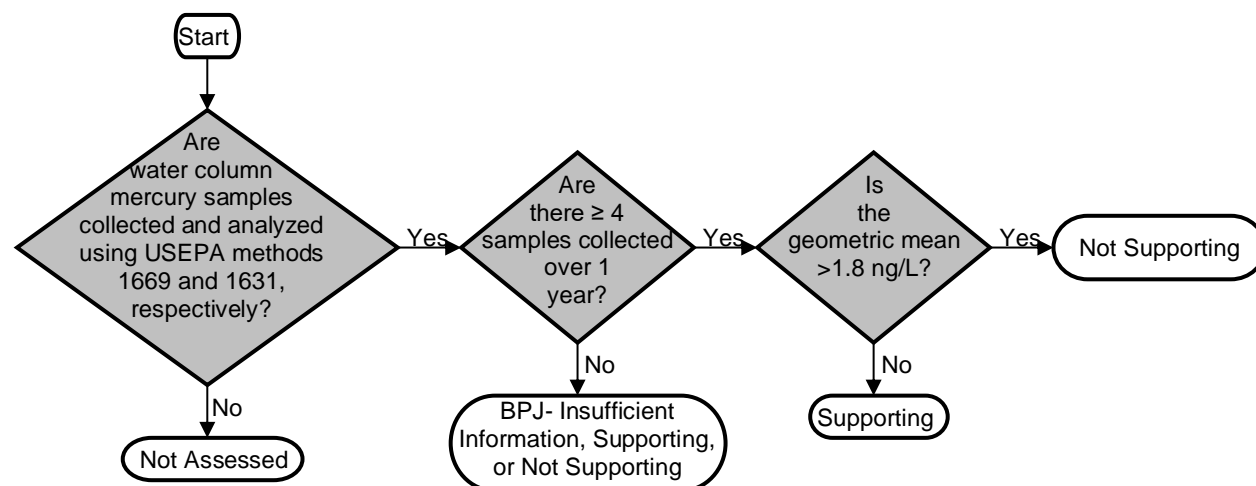 Start
Are
water column
mercury samples
collected and analyzed
using USEPA methods
1669 and 1631,
respectively?
Yes
No
Not Assessed
Are
there ≥ 4
samples collected
over 1
year?
Yes
No
BPJ- Insufficient
Information, Supporting,
or Not Supporting
Is
the
geometric mean
>1.8 ng/L?
Yes
No
Supporting
Not Supporting